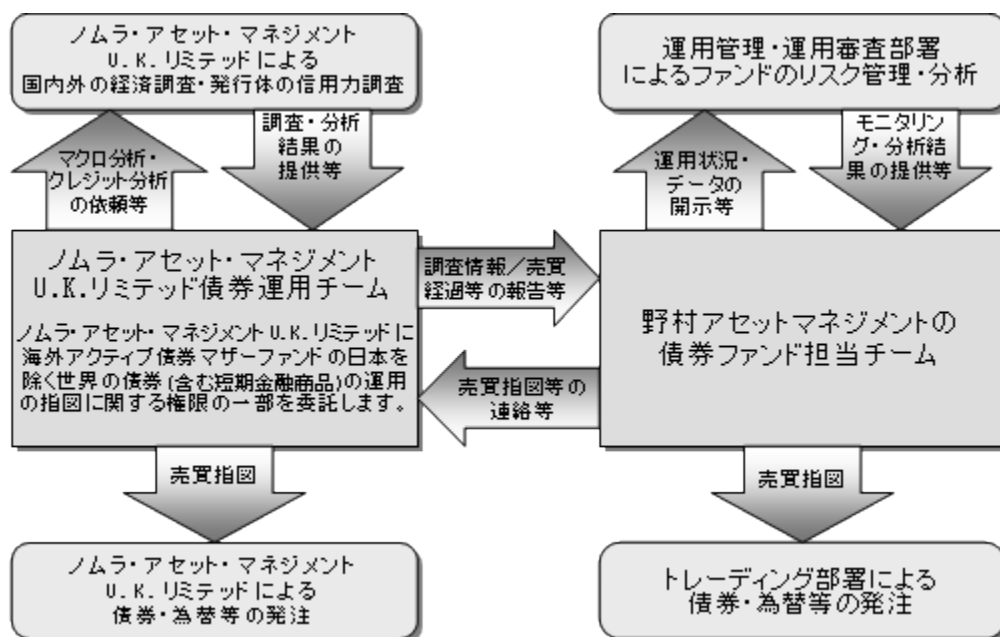 ノムラ・アセット・マネジメント
U.K.リミテッドによる
国内外の経済調査・発行体の信用力調査
運用管理・運用審査部署
によるファンドのリスク管理・分析
マクロ分析・
クレジット分析
の依頼等
調査・分析
結果の
提供等
運用状況・
データの
開示等
モニタリン
グ・分析結
果の提供等
ノムラ・アセット・マネジメント
U.K.リミテッド債券運用チーム
ノムラ・アセット・マネジメントU.K.リミテッドに
海外アクティブ債券マザーファンドの日本を
除く世界の債券(含む短期金融商品)の運用
の指図に関する権限の一部を委託します。
調査情報／売買
経過等の報告等
売買指図等の
連絡等
野村アセットマネジメントの
債券ファンド担当チーム
売買指図
売買指図
ノムラ・アセット・マネジメント
U.K.リミテッドによる
債券・為替等の発注
トレーディング部署による
債券・為替等の発注